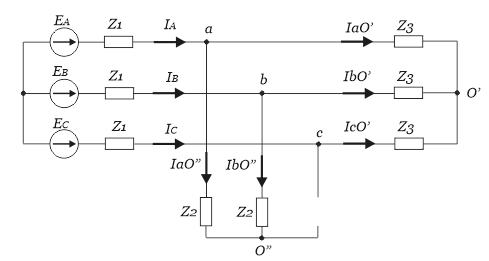 EA Z1 IA a IaO' Z3
EB Z1 IB b IbO' Z3 O'
EC Z1 IC c IcO' Z3
IaO" IbO"
Z2 Z2
O"